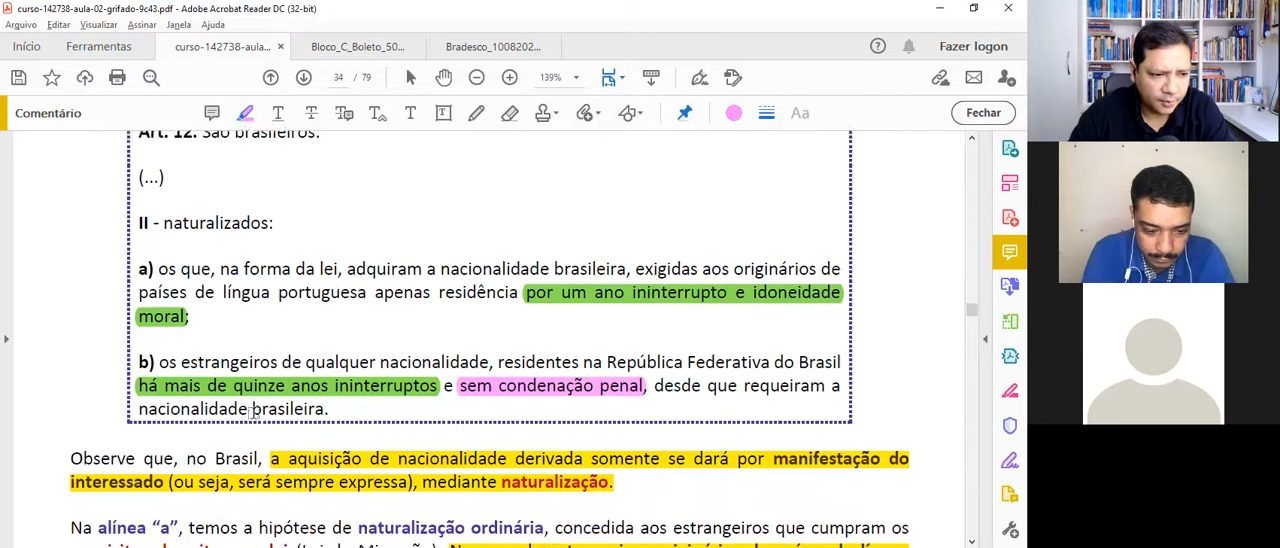 curso-142738-aula-02-grifado-9c43.pdf - Adobe Acrobat Reader DC (32-bit)
Arquivo Editar Visualizar Assinar Janela Ajuda
Início Ferramentas curso-142738-aula... × Bloco_C_Boleto_50... Bradesco_1008202... Fazer logon
34 / 79 139%
Comentário Aa Fechar
Art. 12. São brasileiros:
(...)
II - naturalizados:
a) os que, na forma da lei, adquiram a nacionalidade brasileira, exigidas aos originários de
países de língua portuguesa apenas residência por um ano ininterrupto e idoneidade
moral;
b) os estrangeiros de qualquer nacionalidade, residentes na República Federativa do Brasil
há mais de quinze anos ininterruptos e sem condenação penal, desde que requeiram a
nacionalidade brasileira.
Observe que, no Brasil, a aquisição de nacionalidade derivada somente se dará por manifestação do
interessado (ou seja, será sempre expressa), mediante naturalização.
Na alínea “a”, temos a hipótese de naturalização ordinária, concedida aos estrangeiros que cumpram os